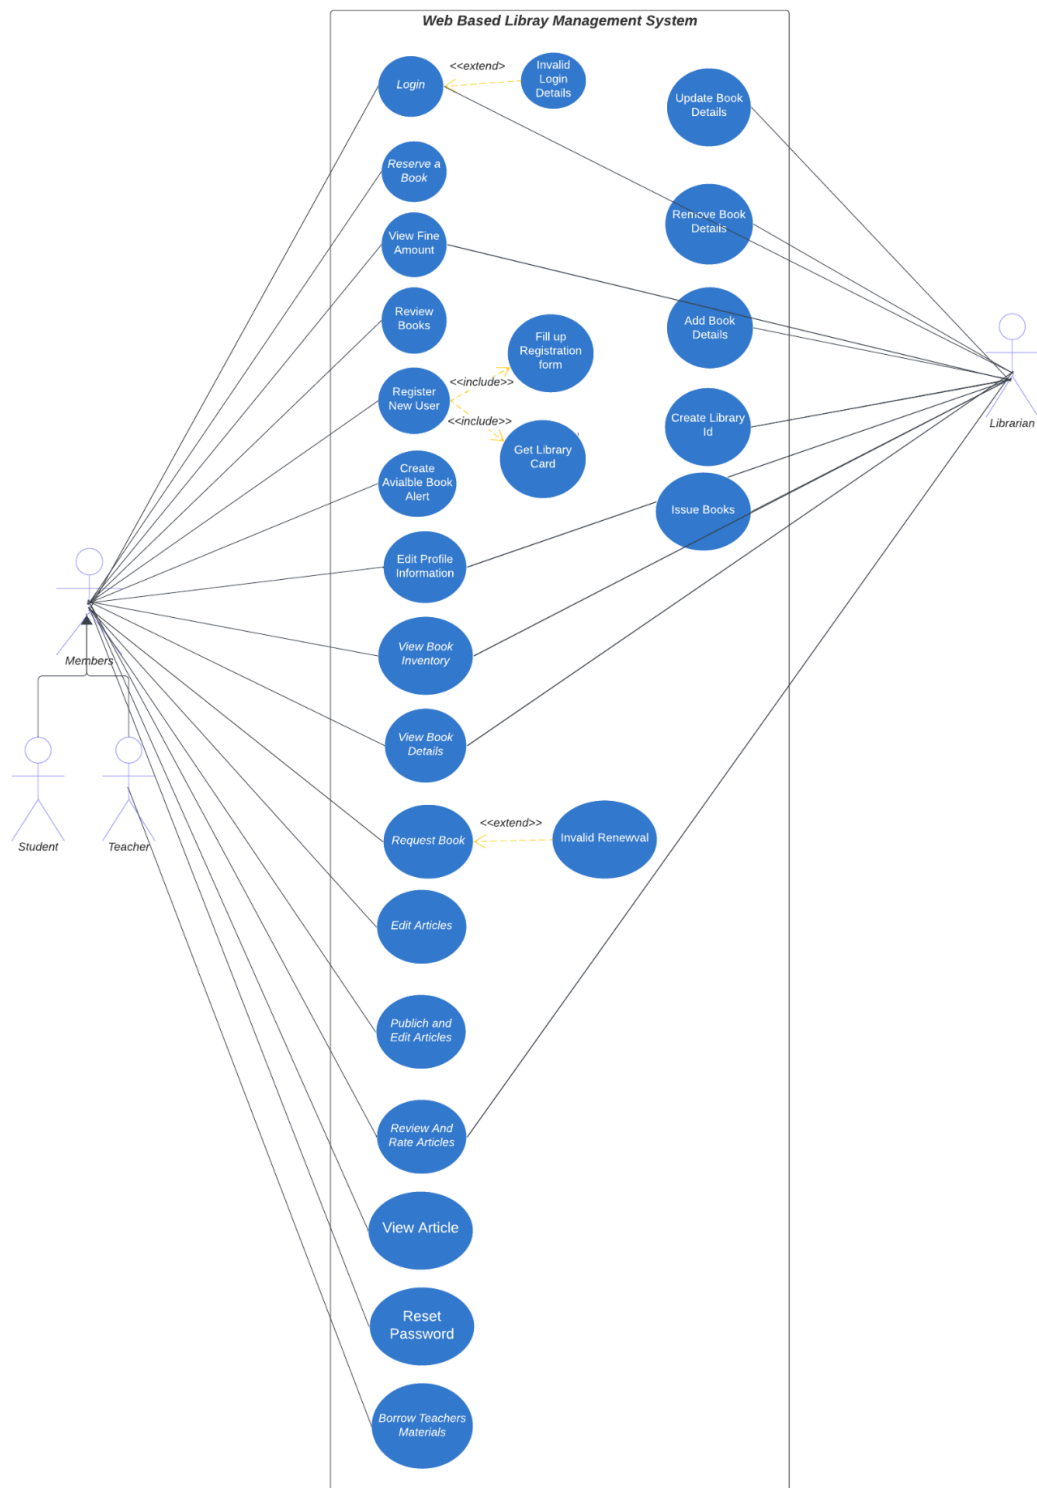 Web Based Libray Management System
Login
<<extend>
Invalid
Login
Details
Update Book
Details
Reserve a
Book
Remove Book
Details
View Fine
Amount
Review
Books
Fill up
Registration
form
Add Book
Details
Register
New User
<<include>>
<<include>>
Get Library
Card
Create Library
Id
Librarian
Create
Avialble Book
Alert
Issue Books
Edit Profile
Information
View Book
Inventory
Members
View Book
Details
Student
Teacher
Request Book
<<extend>>
Invalid Renewval
Edit Articles
Publich and
Edit Articles
Review And
Rate Articles
View Article
Reset
Password
Borrow Teachers
Materials